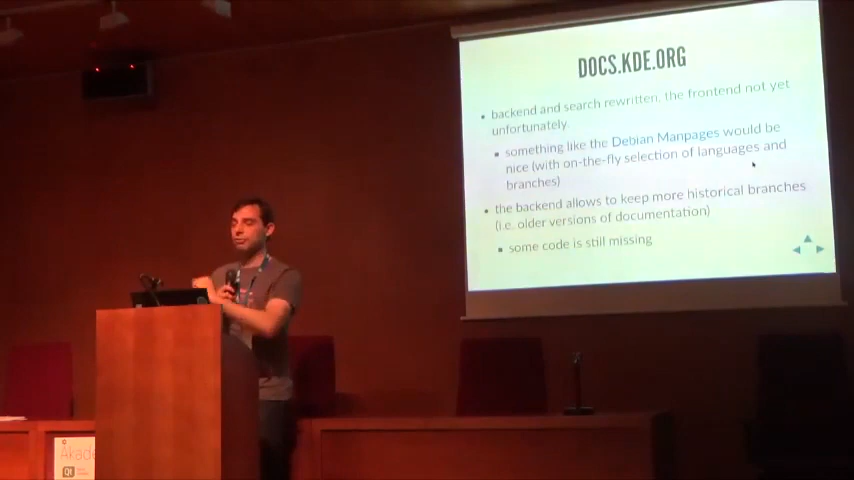 DOCS.KDE.ORG
backend and search rewritten, the frontend not yet
unfortunately.
something like the Debian Manpages would be
nice (with on-the-fly selection of languages and
branches)
the backend allows to keep more historical branches
(i.e. older versions of documentation)
some code is still missing
Akade
Qt